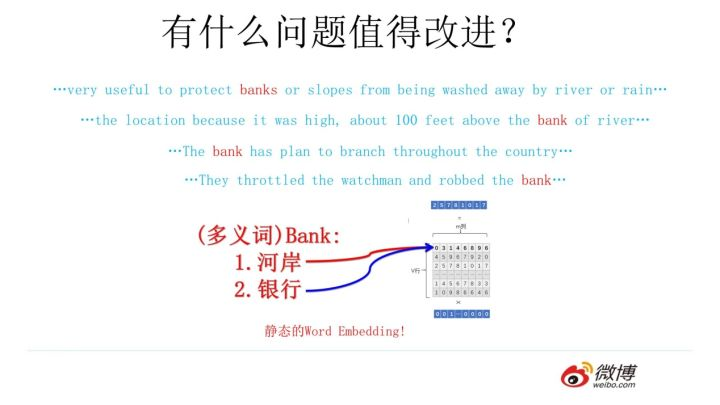 有什么问题值得改进？
…very useful to protect banks or slopes from being washed away by river or rain…
…the location because it was high, about 100 feet above the bank of river…
…The bank has plan to branch throughout the country…
…They throttled the watchman and robbed the bank…
2 5 7 8 1 0 1 7
=
m列
(多义词)Bank:
1.河岸
2.银行
V行
0 3 1 4 6 8 9 6
4 5 9 6 7 9 2 0
2 5 7 8 1 0 1 7
1 4 5 6 7 8 3 3
1 0 9 8 6 6 4 6
×
0 0 1 … 0 0 0 0
静态的Word Embedding!
微博
weibo.com